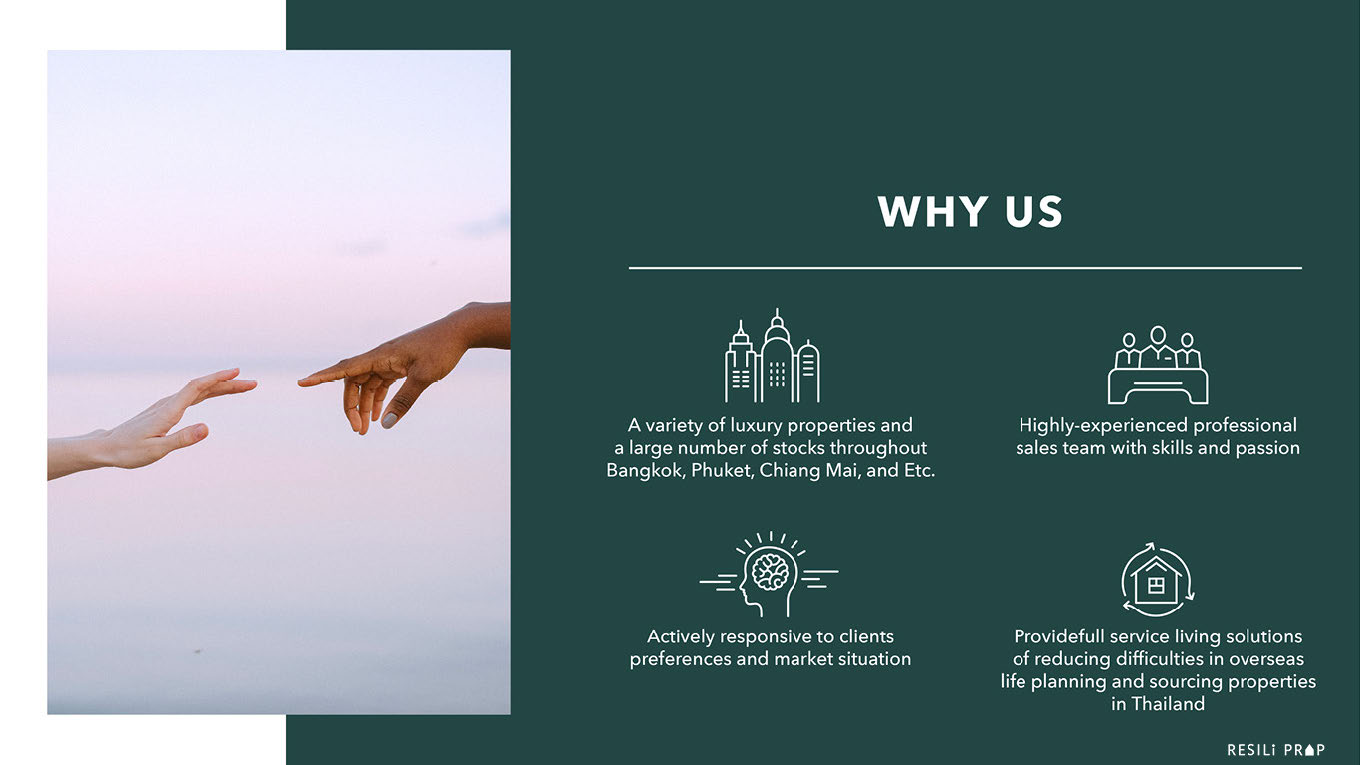 WHY US
A variety of luxury properties and
a large number of stocks throughout
Bangkok, Phuket, Chiang Mai, and Etc.
Highly-experienced professional
sales team with skills and passion
Actively responsive to clients
preferences and market situation
Providefull service living solutions
of reducing difficulties in overseas
life planning and sourcing properties
in Thailand
RESILI PROP